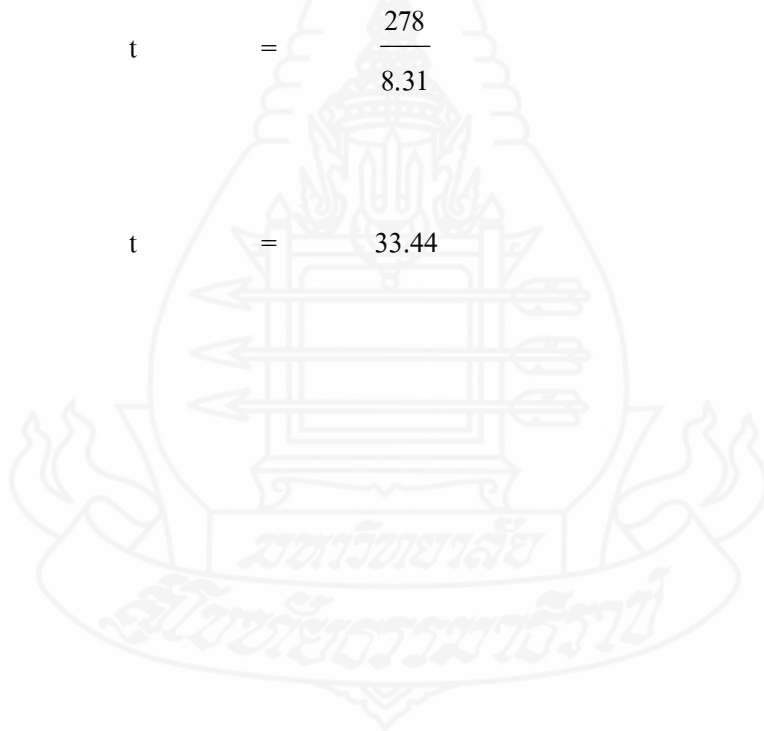 t = 278
8.31
t = 33.44
มหาวิทยาลัย
สุโขทัยธรรมาธิราช